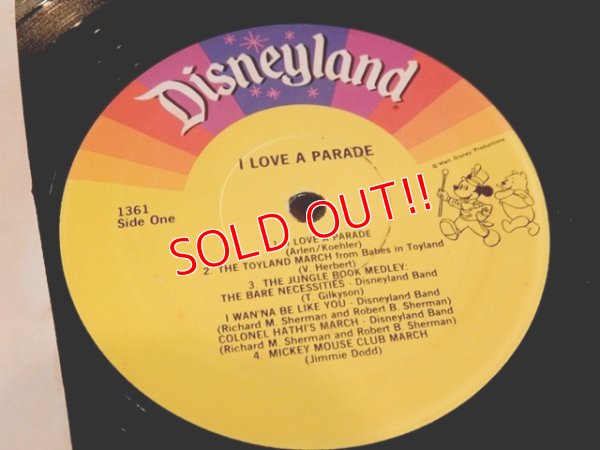 Disneyland
I LOVE A PARADE
© Walt Disney Productions
1361
Side One
SOLD OUT!!
1. I LOVE A PARADE
(Arlen/Koehler)
2. THE TOYLAND MARCH from Babes in Toyland
(V. Herbert)
3. THE JUNGLE BOOK MEDLEY:
THE BARE NECESSITIES - Disneyland Band
(T. Gilkyson)
I WAN'NA BE LIKE YOU - Disneyland Band
(Richard M. Sherman and Robert B. Sherman)
COLONEL HATHI'S MARCH - Disneyland Band
(Richard M. Sherman and Robert B. Sherman)
4. MICKEY MOUSE CLUB MARCH
(Jimmie Dodd)